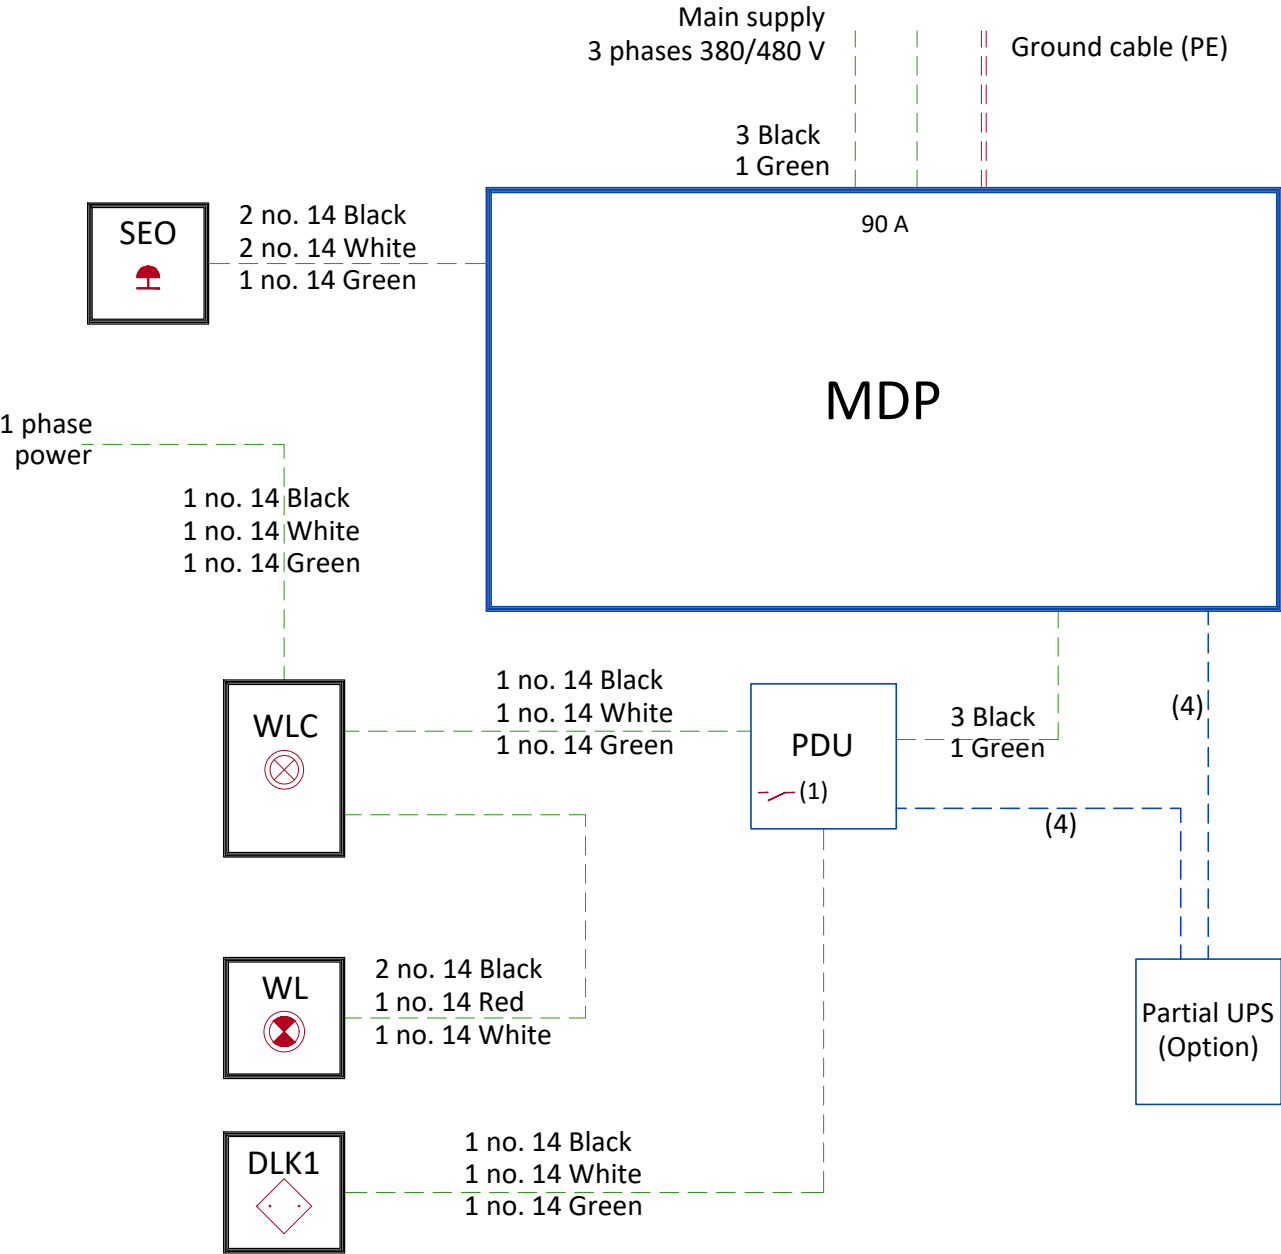 Main supply
3 phases 380/480 V
Ground cable (PE)
3 Black
1 Green
90 A
SEO
2 no. 14 Black
2 no. 14 White
1 no. 14 Green
MDP
1 phase
power
1 no. 14 Black
1 no. 14 White
1 no. 14 Green
WLC
1 no. 14 Black
1 no. 14 White
1 no. 14 Green
PDU
(1)
3 Black
1 Green
(4)
(4)
WL
2 no. 14 Black
1 no. 14 Red
1 no. 14 White
Partial UPS
(Option)
DLK1
1 no. 14 Black
1 no. 14 White
1 no. 14 Green